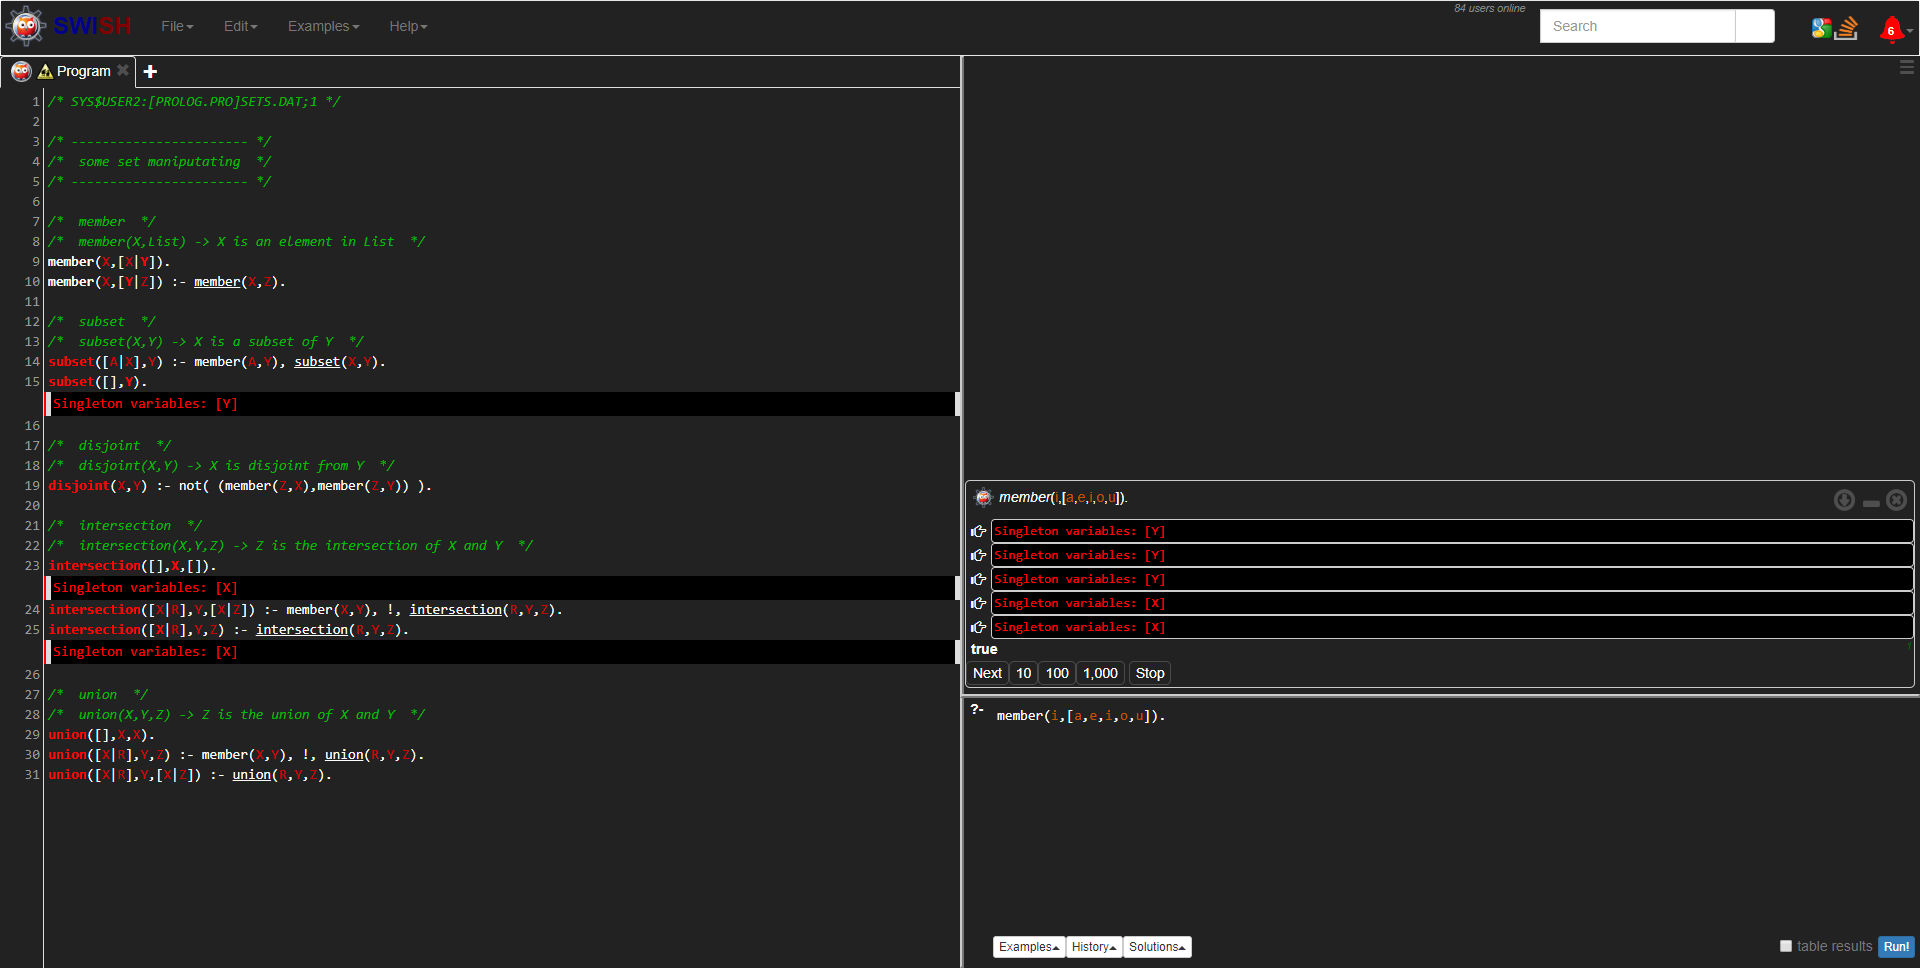 SWISH File Edit Examples Help 84 users online Search 6
Program
1 /* SYS$USER2:[PROLOG.PRO]SETS.DAT;1 */
2
3 /* ----------------------- */
4 /*  some set maniputating  */
5 /* ----------------------- */
6
7 /*  member  */
8 /*  member(X,List) -> X is an element in List  */
9 member(X,[X|Y]).
10 member(X,[Y|Z]) :- member(X,Z).
11
12 /*  subset  */
13 /*  subset(X,Y) -> X is a subset of Y  */
14 subset([A|X],Y) :- member(A,Y), subset(X,Y).
15 subset([],Y).
Singleton variables: [Y]
16
17 /*  disjoint  */
18 /*  disjoint(X,Y) -> X is disjoint from Y  */
19 disjoint(X,Y) :- not( (member(Z,X),member(Z,Y)) ).
20
21 /*  intersection  */
22 /*  intersection(X,Y,Z) -> Z is the intersection of X and Y  */
23 intersection([],X,[]).
Singleton variables: [X]
24 intersection([X|R],Y,[X|Z]) :- member(X,Y), !, intersection(R,Y,Z).
25 intersection([X|R],Y,Z) :- intersection(R,Y,Z).
Singleton variables: [X]
26
27 /*  union  */
28 /*  union(X,Y,Z) -> Z is the union of X and Y  */
29 union([],X,X).
30 union([X|R],Y,Z) :- member(X,Y), !, union(R,Y,Z).
31 union([X|R],Y,[X|Z]) :- union(R,Y,Z).
member(i,[a,e,i,o,u]).
Singleton variables: [Y]
Singleton variables: [Y]
Singleton variables: [Y]
Singleton variables: [X]
Singleton variables: [X]
true
Next 10 100 1,000 Stop
?- member(i,[a,e,i,o,u]).
Examples History Solutions table results Run!